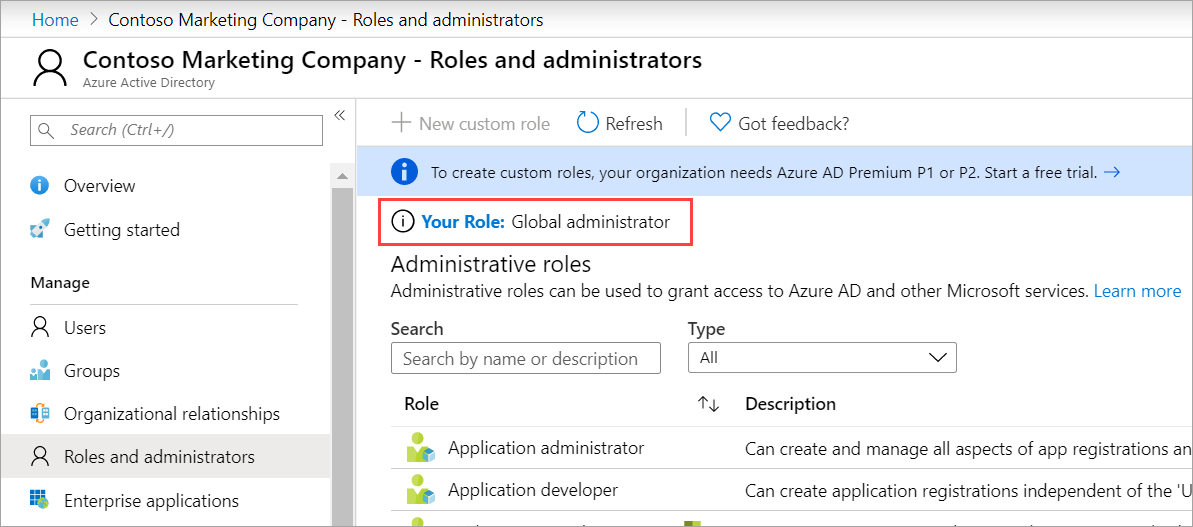 Home > Contoso Marketing Company - Roles and administrators
Contoso Marketing Company - Roles and administrators
Azure Active Directory
Search (Ctrl+/)
Overview
Getting started
Manage
Users
Groups
Organizational relationships
Roles and administrators
Enterprise applications
New custom role Refresh Got feedback?
To create custom roles, your organization needs Azure AD Premium P1 or P2. Start a free trial. →
Your Role: Global administrator
Administrative roles
Administrative roles can be used to grant access to Azure AD and other Microsoft services. Learn more
Search Type
Search by name or description All
Role Description
Application administrator Can create and manage all aspects of app registrations an
Application developer Can create application registrations independent of the 'U